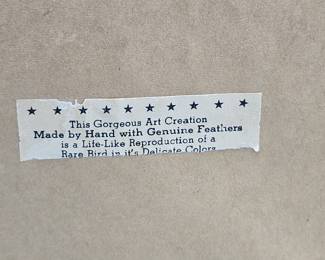 ★ ★ ★ ★ ★ ★ ★ ★ ★ ★
This Gorgeous Art Creation
Made by Hand with Genuine Feathers
is a Life-Like Reproduction of a
Rare Bird in it's Delicate Colors